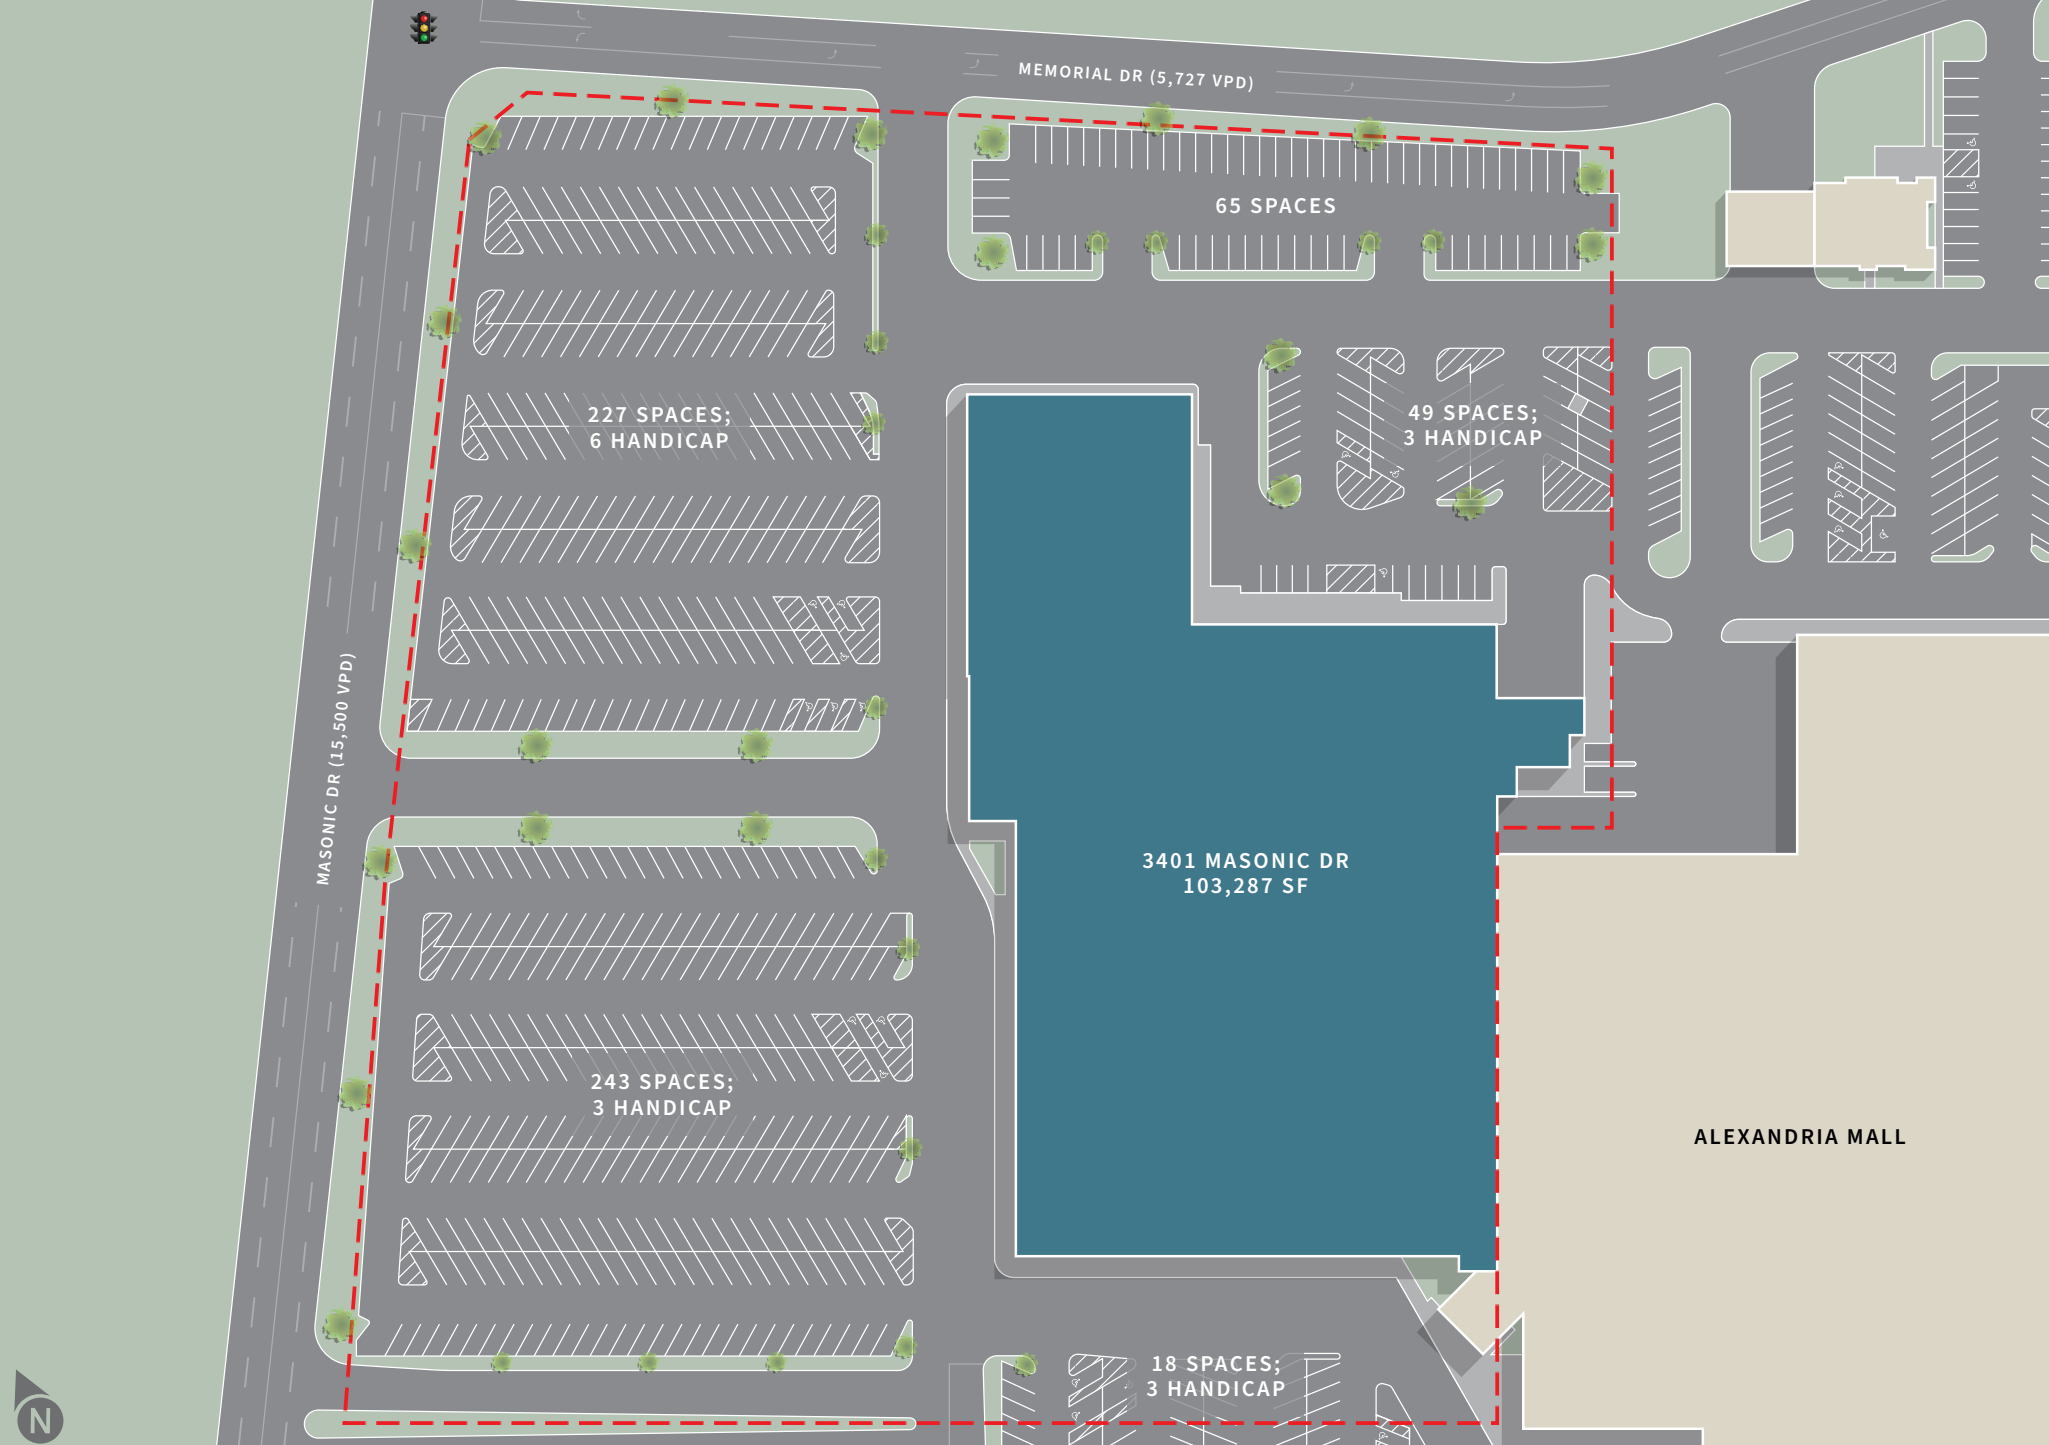 MEMORIAL DR (5,727 VPD)
65 SPACES
227 SPACES;
6 HANDICAP
49 SPACES;
3 HANDICAP
MASONIC DR (15,500 VPD)
3401 MASONIC DR
103,287 SF
243 SPACES;
3 HANDICAP
ALEXANDRIA MALL
18 SPACES;
3 HANDICAP
N